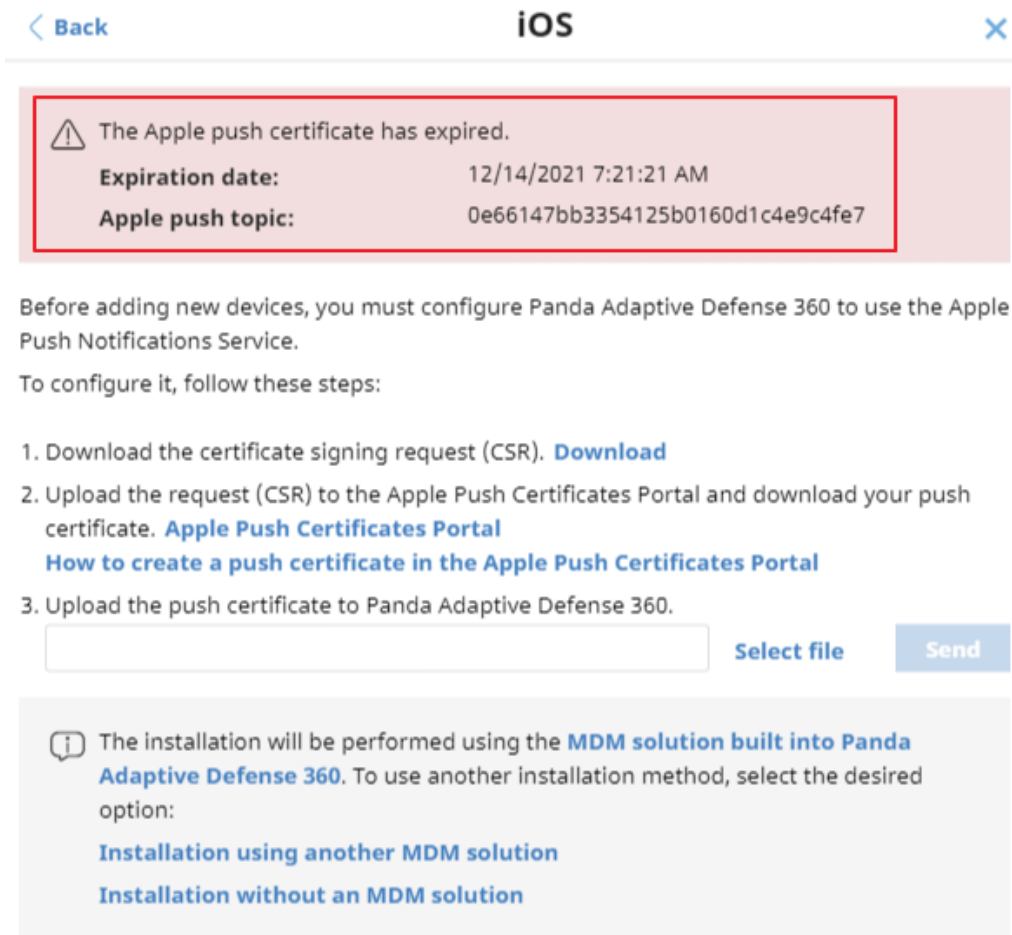 Back
iOS
The Apple push certificate has expired.
Expiration date: 12/14/2021 7:21:21 AM
Apple push topic: 0e66147bb3354125b0160d1c4e9c4fe7
Before adding new devices, you must configure Panda Adaptive Defense 360 to use the Apple
Push Notifications Service.
To configure it, follow these steps:
1. Download the certificate signing request (CSR). Download
2. Upload the request (CSR) to the Apple Push Certificates Portal and download your push
certificate. Apple Push Certificates Portal
How to create a push certificate in the Apple Push Certificates Portal
3. Upload the push certificate to Panda Adaptive Defense 360.
Select file Send
The installation will be performed using the MDM solution built into Panda
Adaptive Defense 360. To use another installation method, select the desired
option:
Installation using another MDM solution
Installation without an MDM solution